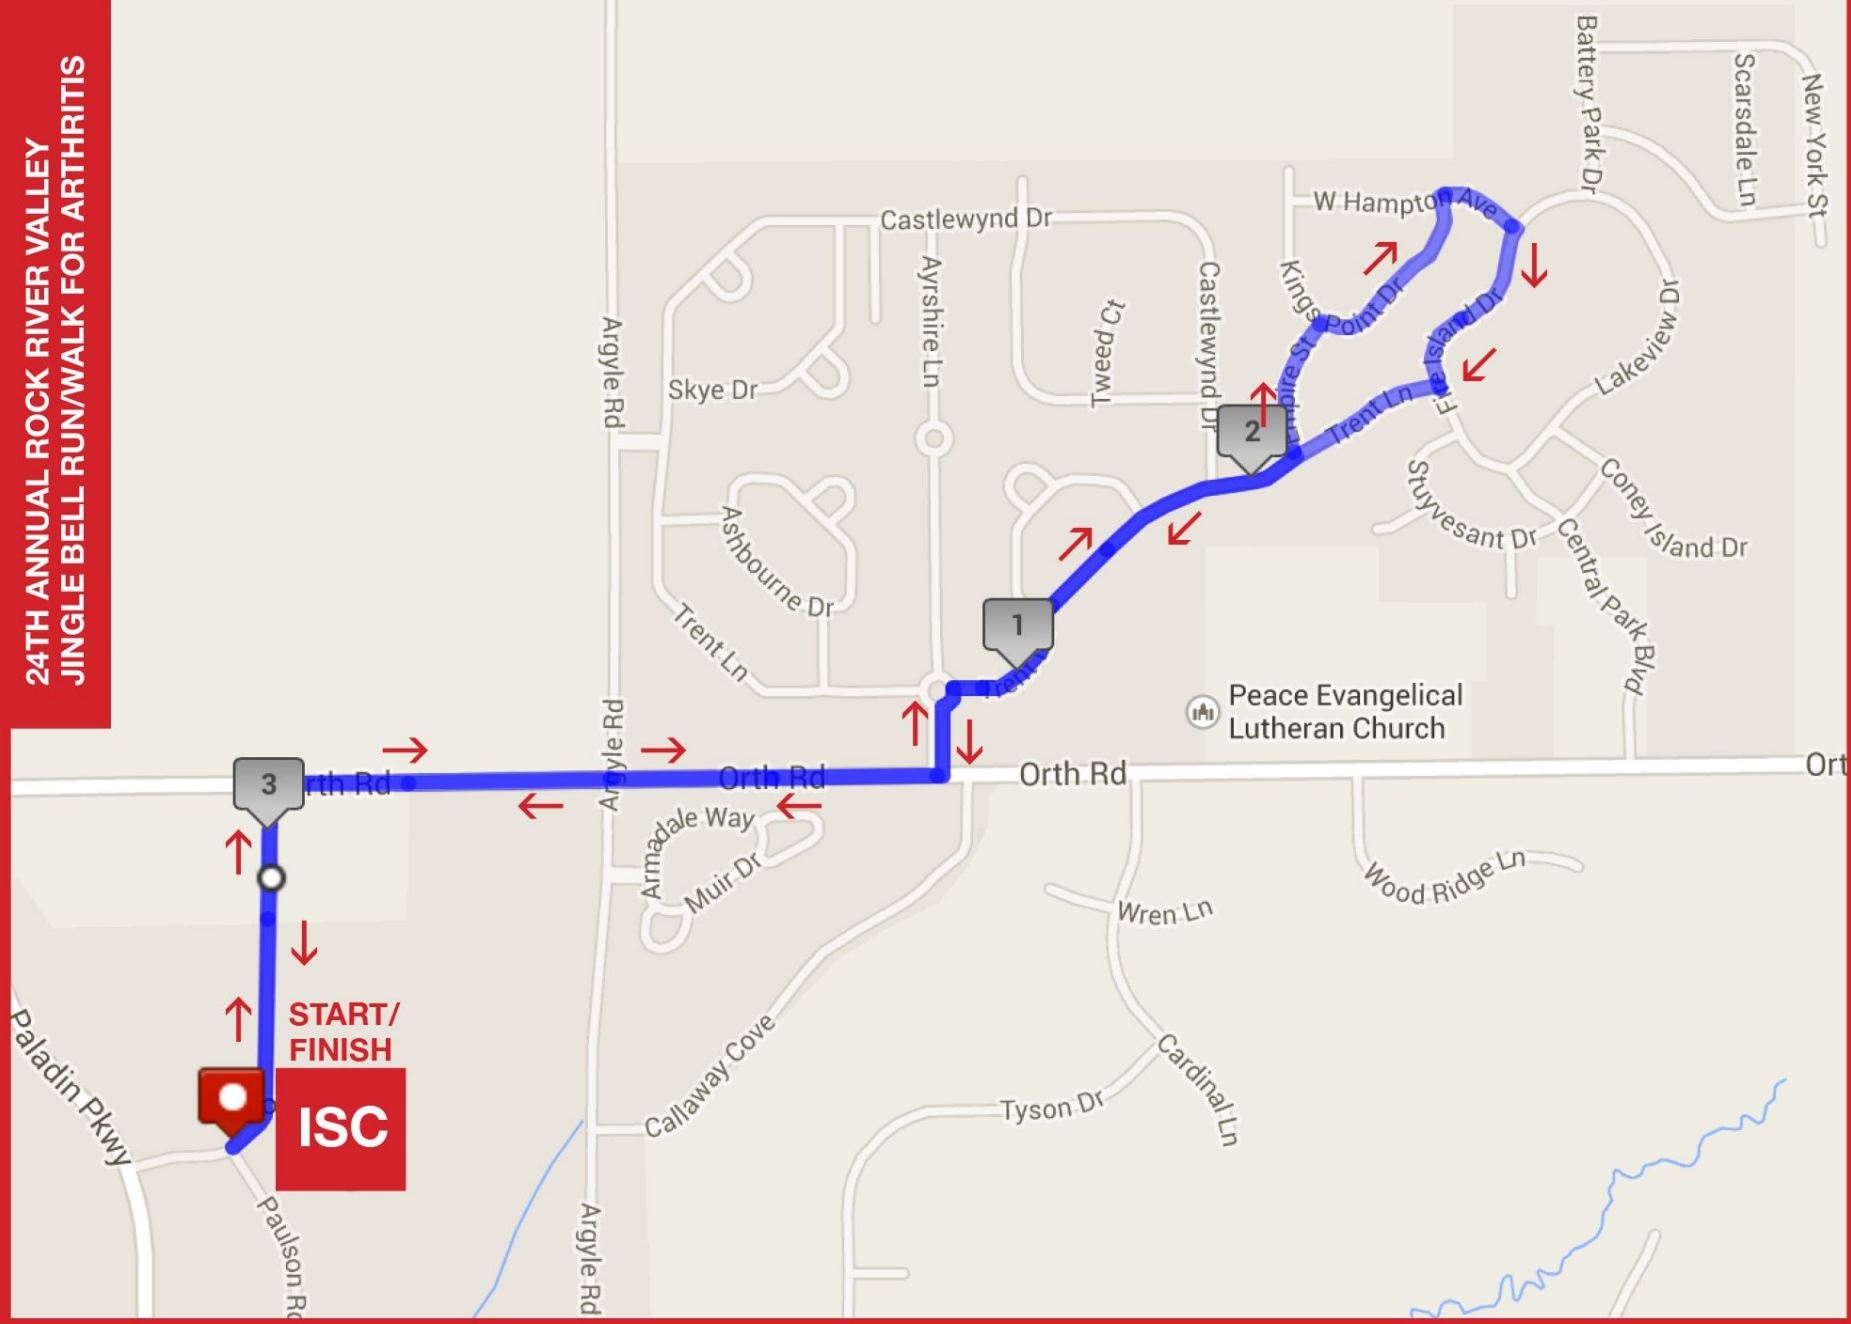 24TH ANNUAL ROCK RIVER VALLEY
JINGLE BELL RUN/WALK FOR ARTHRITIS
Battery Park Dr
Scarsdale Ln
New York St
W Hampton Ave
Castlewynd Dr
Ayrshire Ln
Castlewynd Dr
Kings Point Dr
Tweed Ct
Argyle Rd
Skye Dr
Empire St
Fire Island Dr
Lakeview Dr
Trent Ln
2
Stuyvesant Dr
Coney Island Dr
Central Park Blvd
Ashbourne Dr
Trent Ln
1
Trent
Peace Evangelical
Lutheran Church
Argyle Rd
3
rth Rd
Orth Rd
Orth Rd
Ort
Armadale Way
Muir Dr
Wood Ridge Ln
Wren Ln
START/
FINISH
ISC
Paladin Pkwy
Callaway Cove
Cardinal Ln
Tyson Dr
Paulson Rd
Argyle Rd